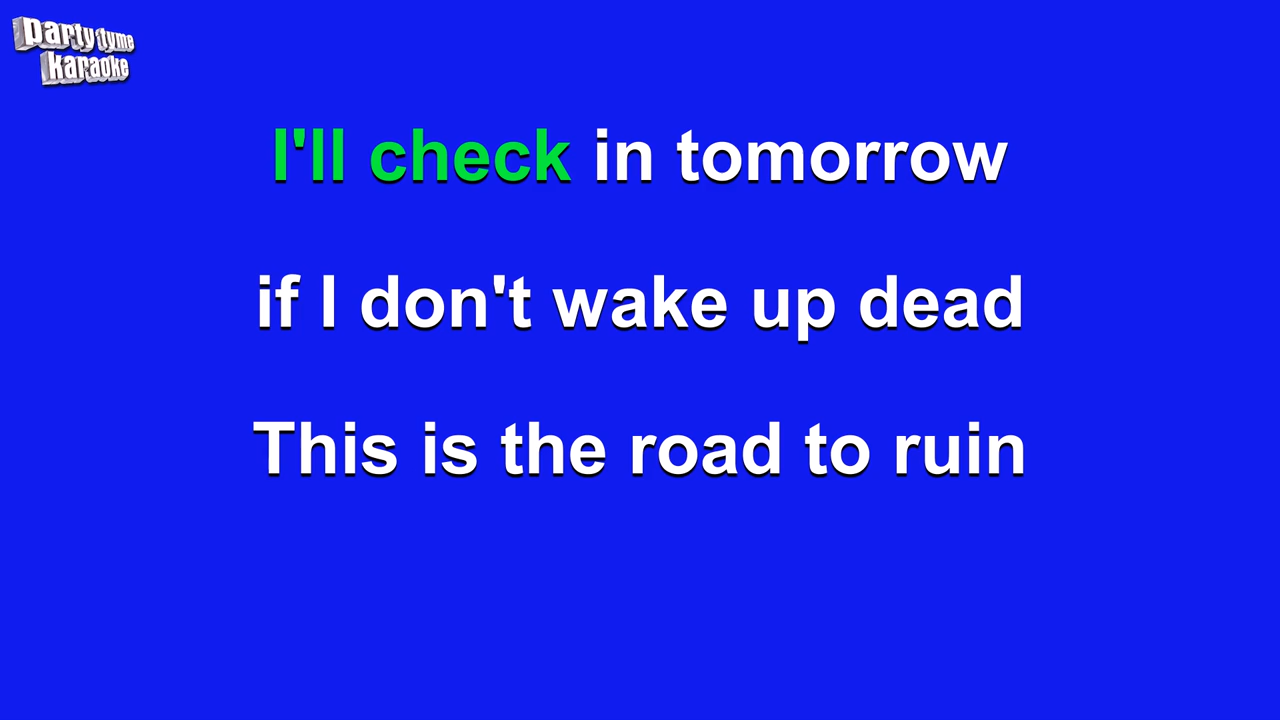 party tyme
karaoke
I'll check in tomorrow
if I don't wake up dead
This is the road to ruin